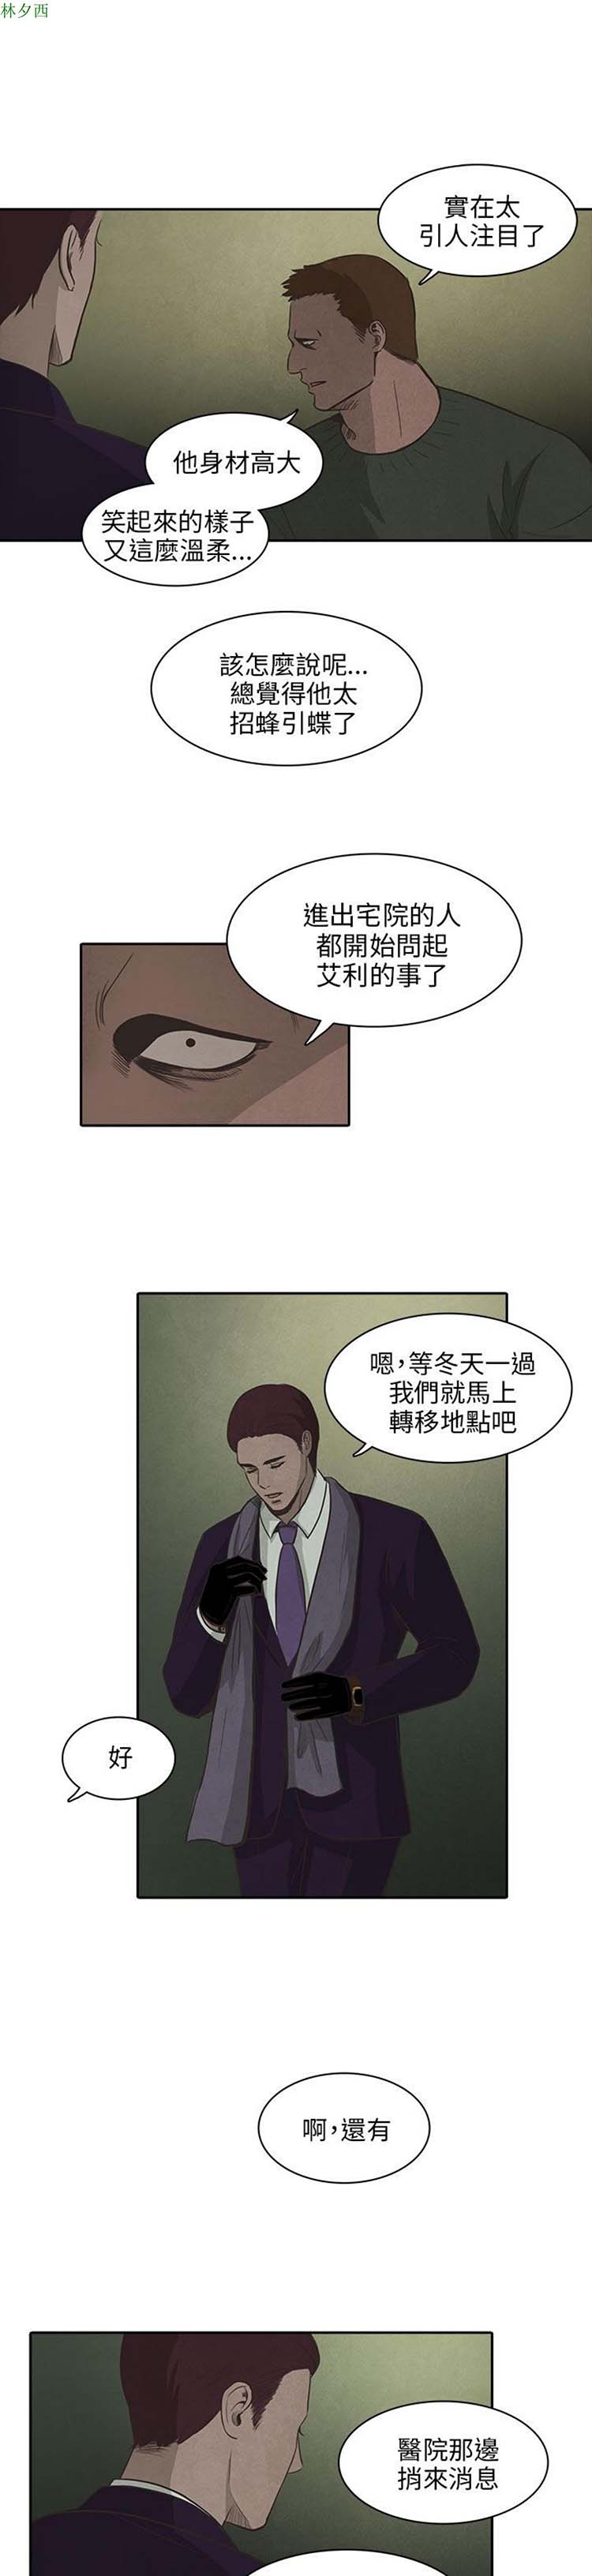 林夕西
實在太
引人注目了
他身材高大
笑起來的樣子
又這麼溫柔…
該怎麼說呢…
總覺得他太
招蜂引蝶了
進出宅院的人
都開始問起
艾利的事了
嗯，等冬天一過
我們就馬上
轉移地點吧
好
啊，還有
醫院那邊
捎來消息